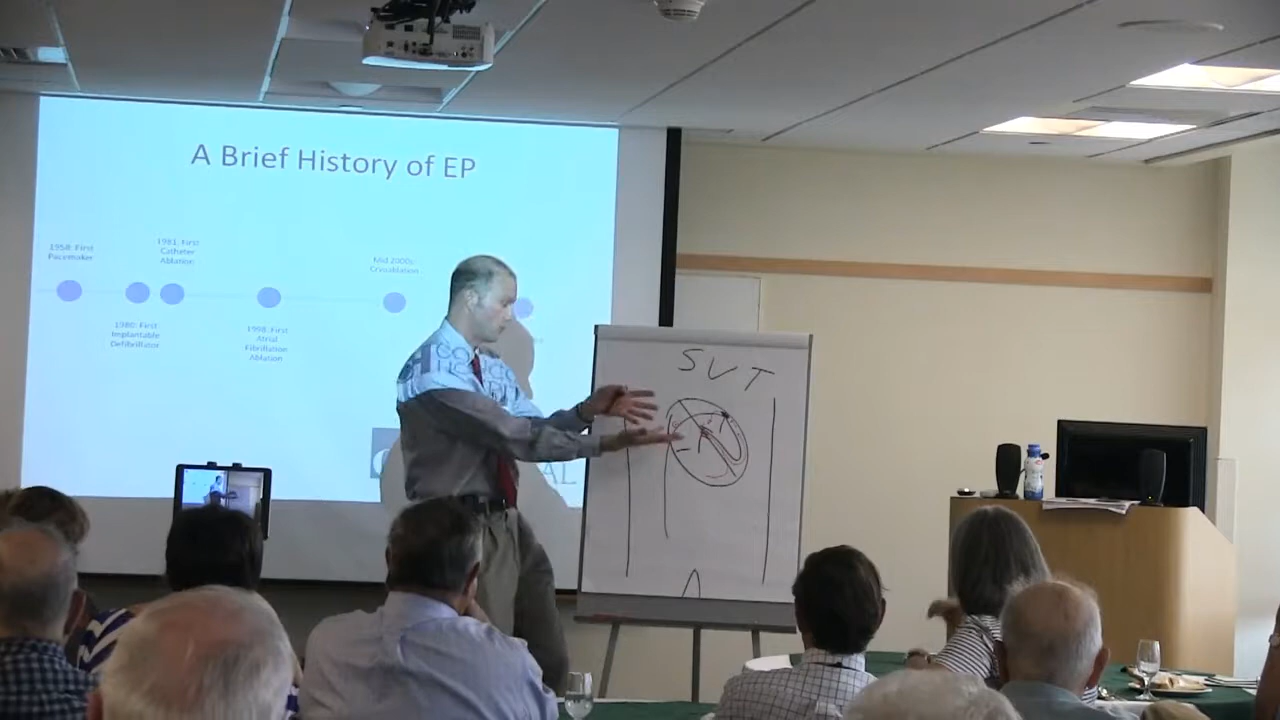 A Brief History of EP
1958: First
Pacemaker
1981: First
Catheter
Ablation
Mid 2000s:
Cryoablation
1980: First
Implantable
Defibrillator
1998: First
Atrial
Fibrillation
Ablation
SVT